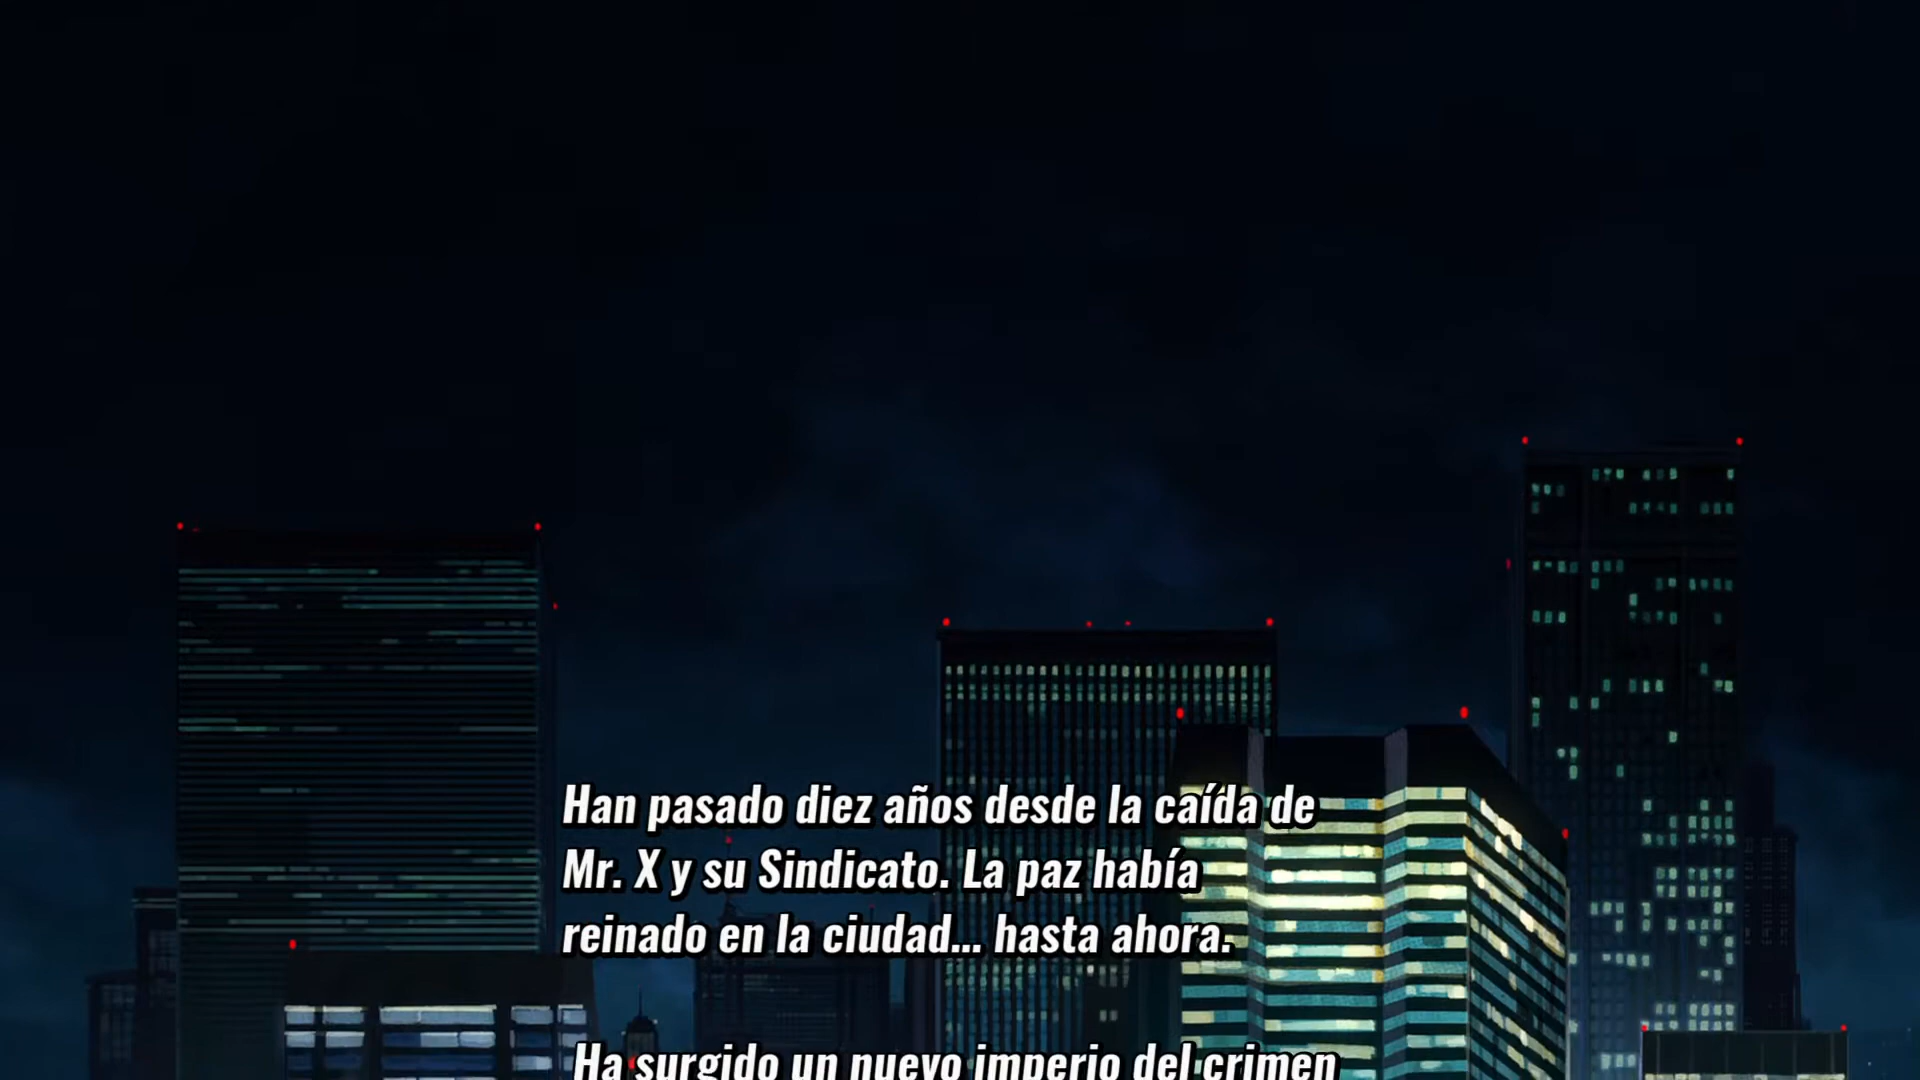 Han pasado diez años desde la caída de
Mr. X y su Sindicato. La paz había
reinado en la ciudad... hasta ahora.
Ha surgido un nuevo imperio del crimen